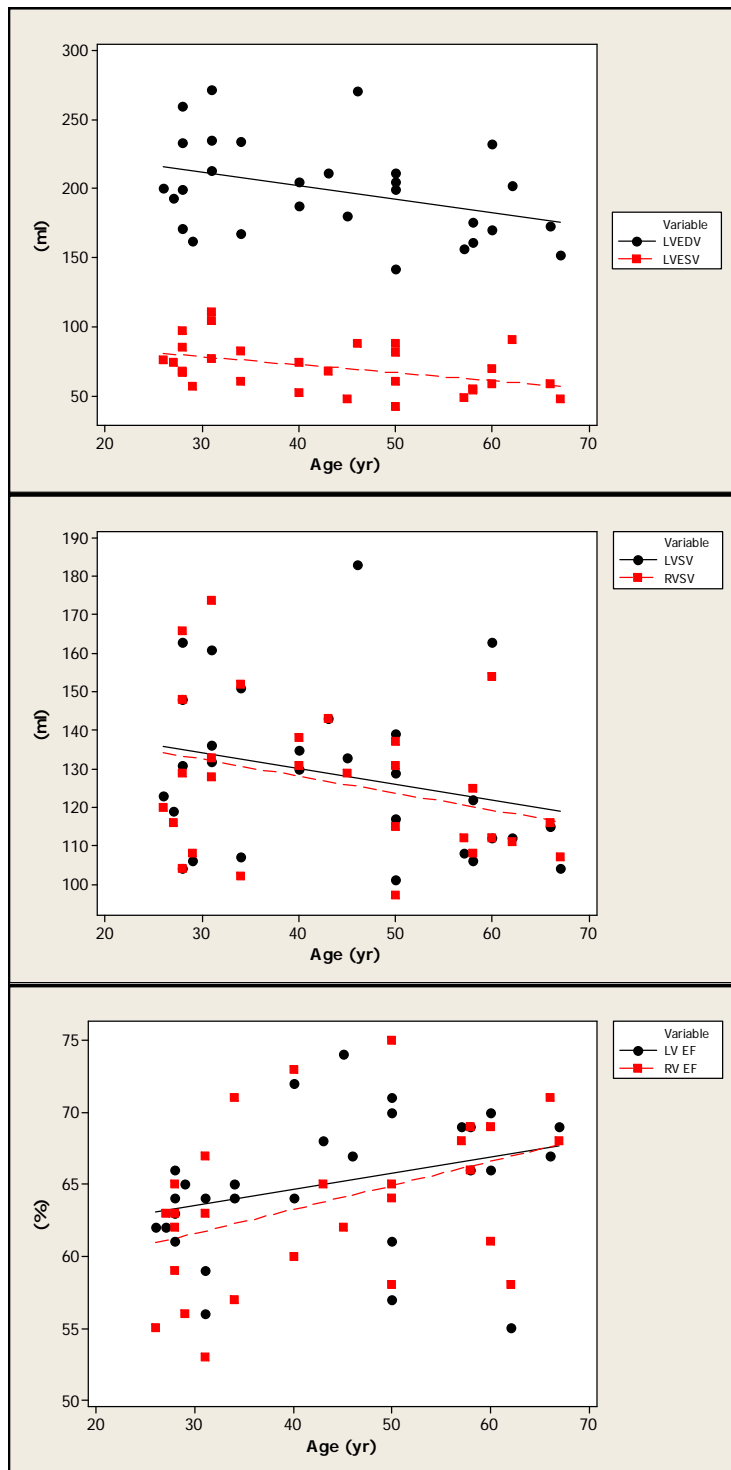 300
250
200
150
100
50
(ml)
20 30 40 50 60 70
Age (yr)
Variable
LVEDV
LVESV
190
180
170
160
150
140
130
120
110
100
(ml)
20 30 40 50 60 70
Age (yr)
Variable
LVSV
RVSV
75
70
65
60
55
50
(%)
20 30 40 50 60 70
Age (yr)
Variable
LV EF
RV EF